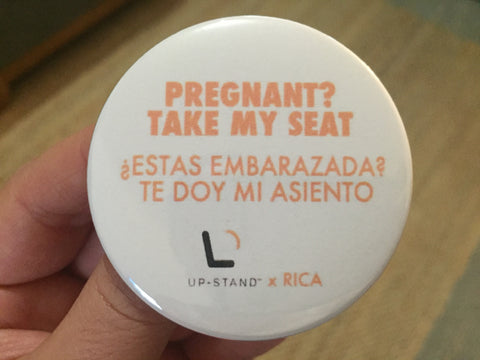 PREGNANT?
TAKE MY SEAT
¿ESTAS EMBARAZADA?
TE DOY MI ASIENTO
UP-STAND™ x RICA